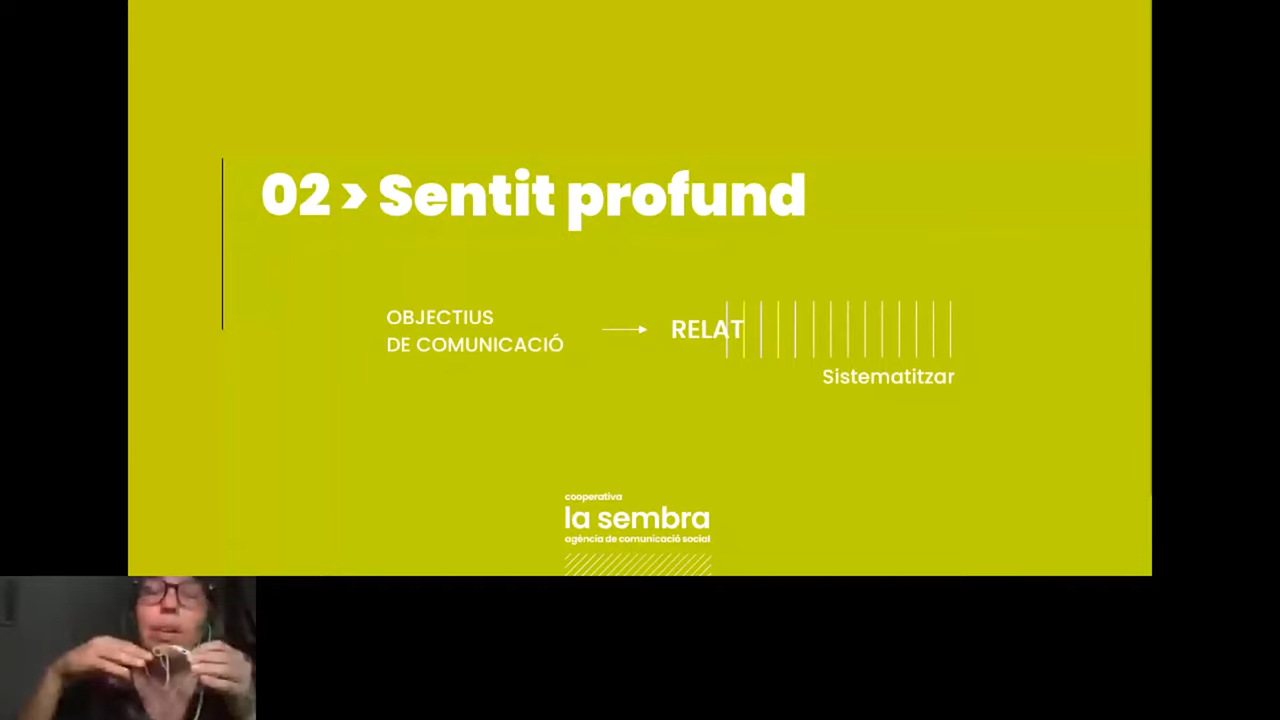 02 > Sentit profund
OBJECTIUS
DE COMUNICACIÓ
RELAT
Sistematitzar
cooperativa
la sembra
agència de comunicació social